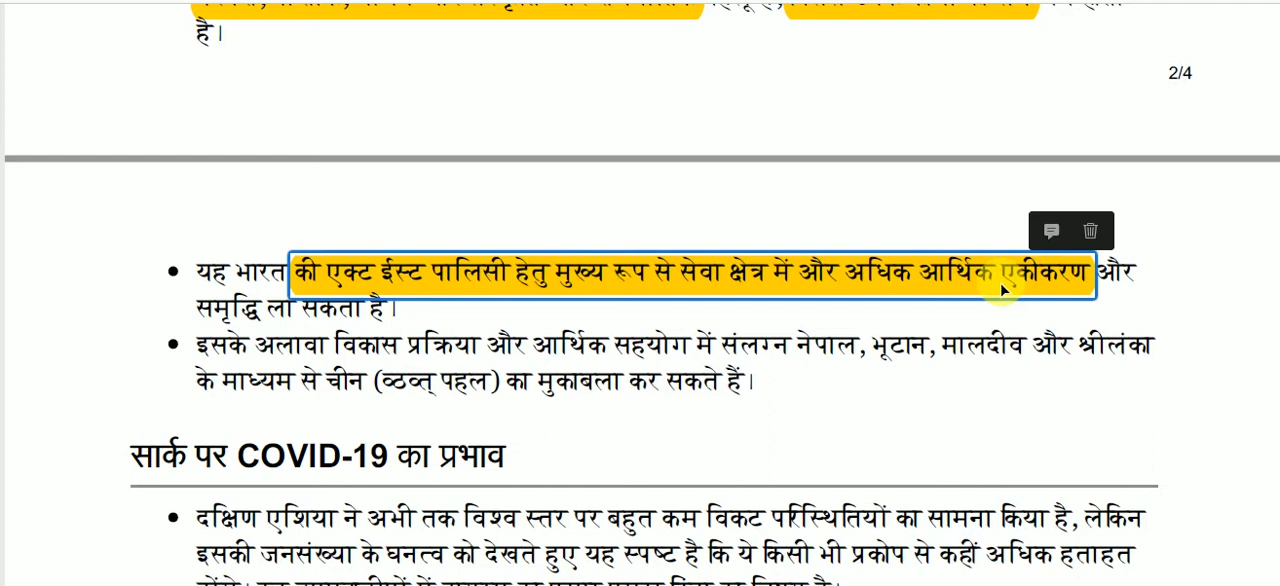 है।
2/4
यह भारत की एक्ट ईस्ट पालिसी हेतु मुख्य रूप से सेवा क्षेत्र में और अधिक आर्थिक एकीकरण और
समृद्धि ला सकता है।
इसके अलावा विकास प्रक्रिया और आर्थिक सहयोग में संलग्न नेपाल, भूटान, मालदीव और श्रीलंका
के माध्यम से चीन (व्ठव्त् पहल) का मुकाबला कर सकते हैं।
सार्क पर COVID-19 का प्रभाव
दक्षिण एशिया ने अभी तक विश्व स्तर पर बहुत कम विकट परिस्थितियों का सामना किया है, लेकिन
इसकी जनसंख्या के घनत्व को देखते हुए यह स्पष्ट है कि ये किसी भी प्रकोप से कहीं अधिक हताहत